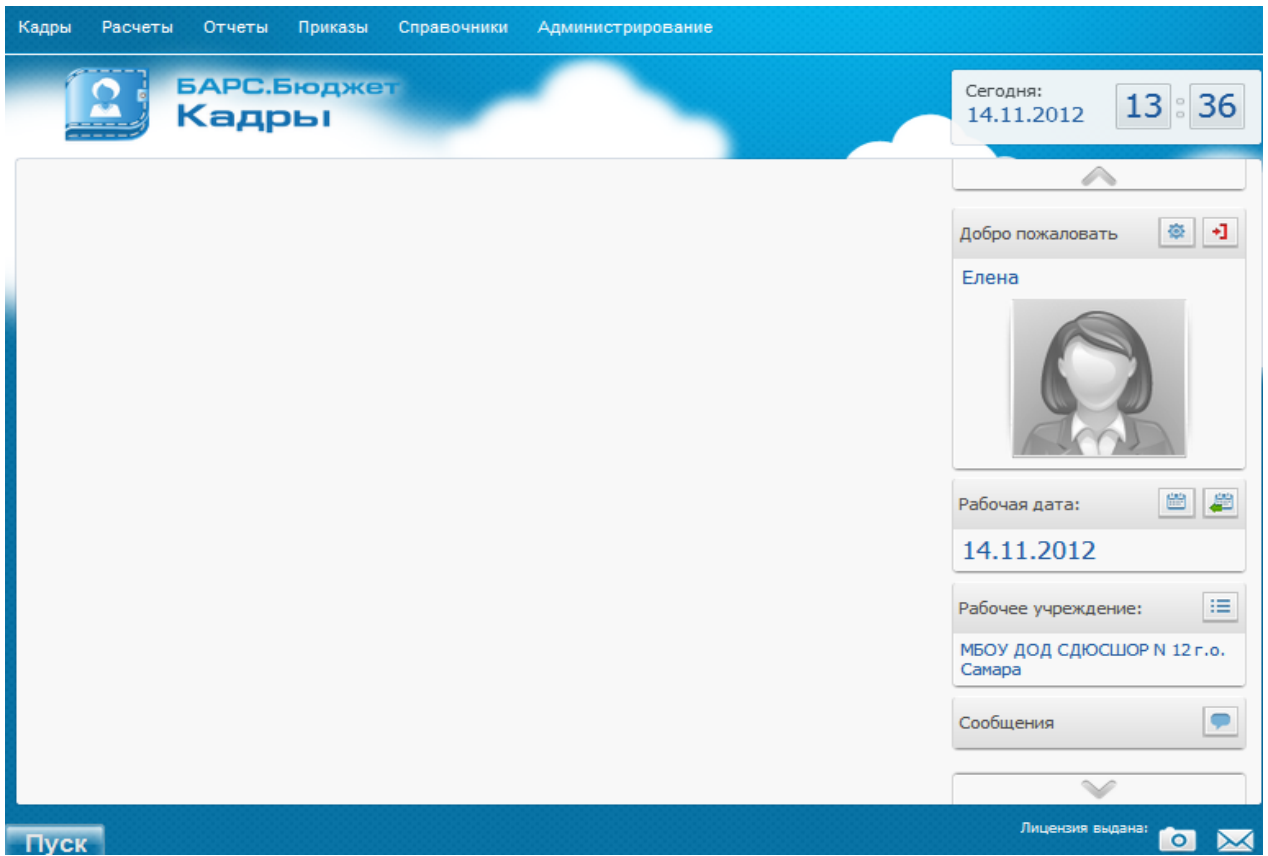 Кадры Расчеты Отчеты Приказы Справочники Администрирование
БАРС.Бюджет
Кадры
Сегодня:
14.11.2012
13 : 36
Добро пожаловать
Елена
Рабочая дата:
14.11.2012
Рабочее учреждение:
МБОУ ДОД СДЮСШОР N 12 г.о.
Самара
Сообщения
Лицензия выдана:
Пуск